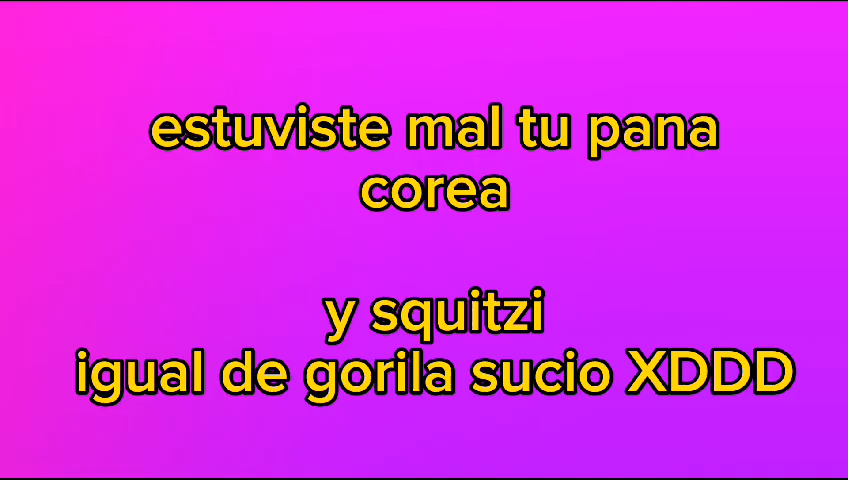 estuviste mal tu pana
corea
y squitzi
igual de gorila sucio XDDD